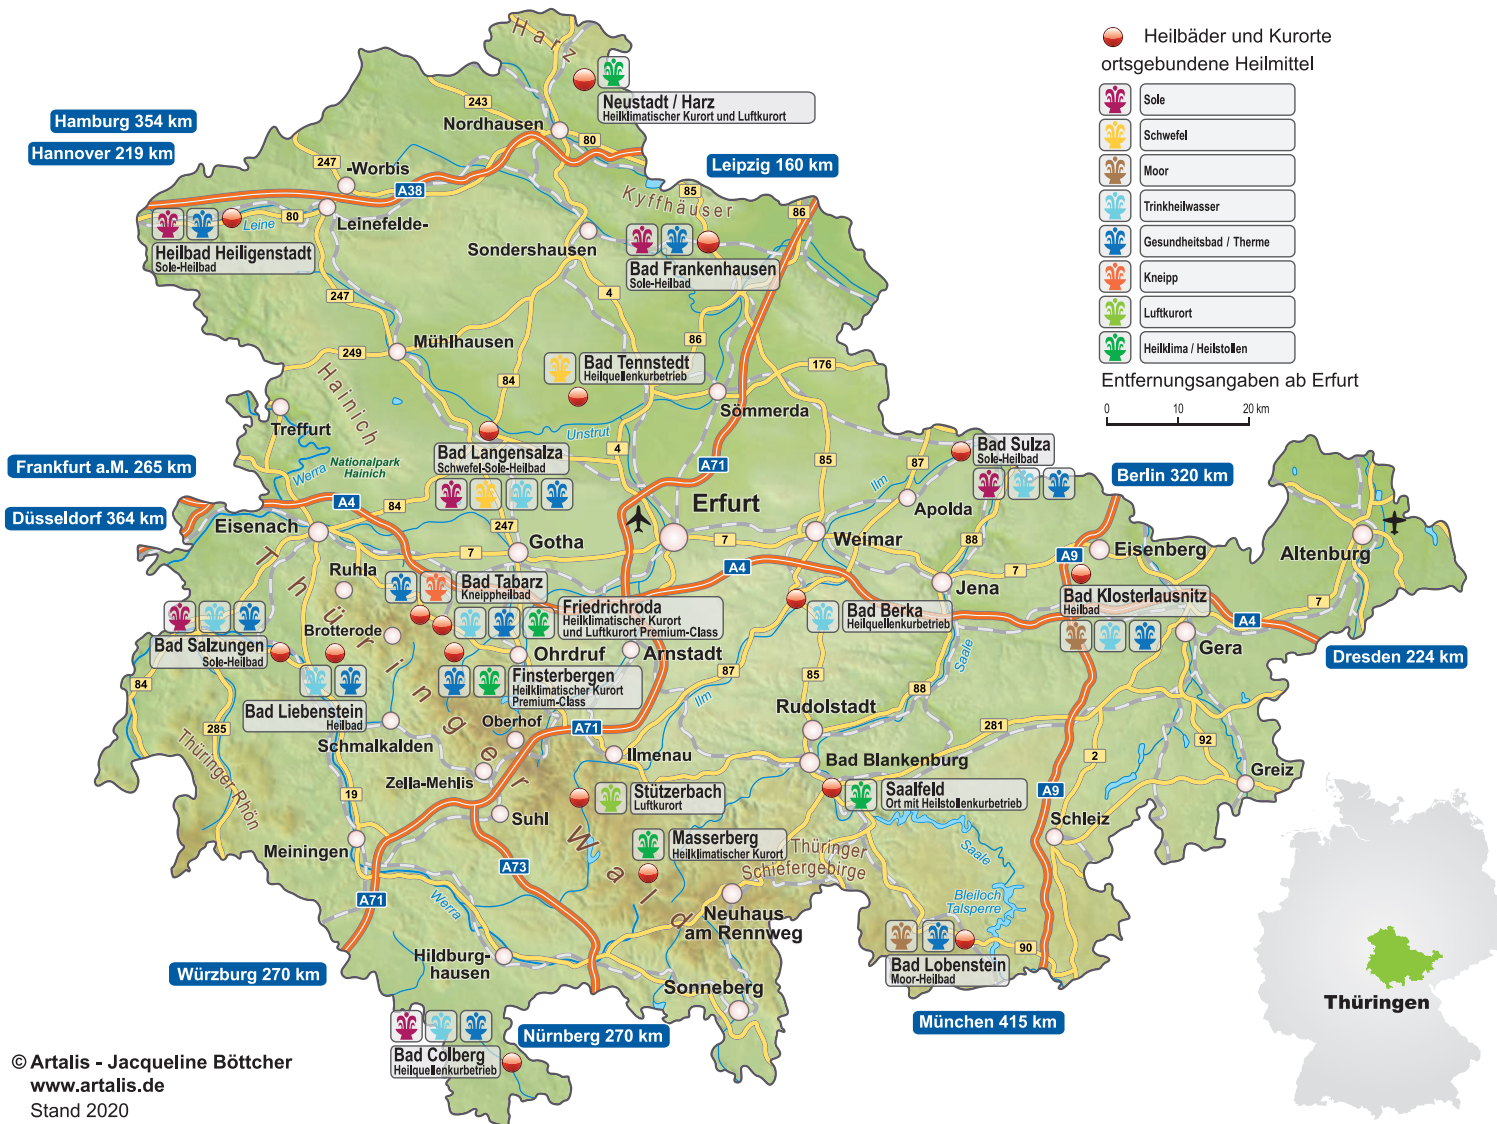 Harz
Neustadt / Harz
Heilklimatischer Kurort und Luftkurort
243
Nordhausen
80
Hamburg 354 km
Hannover 219 km
Leipzig 160 km
247
-Worbis
A38
Leinefelde-
80
Leine
Heilbad Heiligenstadt
Sole-Heilbad
Kyffhäuser
85
86
Sondershausen
Bad Frankenhausen
Sole-Heilbad
247
4
86
Mühlhausen
249
Hainich
Bad Tennstedt
Heilquellenkurbetrieb
84
176
Sömmerda
Treffurt
Unstrut
4
Nationalpark
Hainich
Werra
Bad Langensalza
Schwefel-Sole-Heilbad
A71
85
87
Ilm
Bad Sulza
Sole-Heilbad
Frankfurt a.M. 265 km
Düsseldorf 364 km
Berlin 320 km
A4
84
247
Erfurt
Apolda
Eisenach
Gotha
7
7
Weimar
88
A9
Eisenberg
7
Altenburg
Ruhla
A4
Jena
Thüringer Wald
Bad Tabarz
Kneippheilbad
Friedrichroda
Heilklimatischer Kurort
und Luftkurort Premium-Class
Bad Berka
Heilquellenkurbetrieb
Bad Klosterlausnitz
Heilbad
A4
7
Brotterode
Bad Salzungen
Sole-Heilbad
Ohrdruf
Arnstadt
Gera
Dresden 224 km
Saale
84
Finsterbergen
Heilklimatischer Kurort
Premium-Class
87
Ilm
85
88
Bad Liebenstein
Heilbad
285
Oberhof
A71
Rudolstadt
281
Thüringer Rhön
Schmalkalden
Ilmenau
Bad Blankenburg
2
92
Greiz
Zella-Mehlis
19
Stützerbach
Luftkurort
Saalfeld
Ort mit Heilstollenkurbetrieb
A9
Suhl
Schleiz
Meiningen
Masserberg
Heilklimatischer Kurort
Thüringer
Schiefergebirge
Saale
A73
A71
Werra
Bleiloch
Talsperre
Neuhaus
am Rennweg
90
Bad Lobenstein
Moor-Heilbad
Hildburg-
hausen
Würzburg 270 km
Sonneberg
München 415 km
Nürnberg 270 km
Bad Colberg
Heilquellenkurbetrieb
Heilbäder und Kurorte
ortsgebundene Heilmittel
Sole
Schwefel
Moor
Trinkheilwasser
Gesundheitsbad / Therme
Kneipp
Luftkurort
Heilklima / Heilstollen
Entfernungsangaben ab Erfurt
0 10 20 km
Thüringen
© Artalis - Jacqueline Böttcher
www.artalis.de
Stand 2020